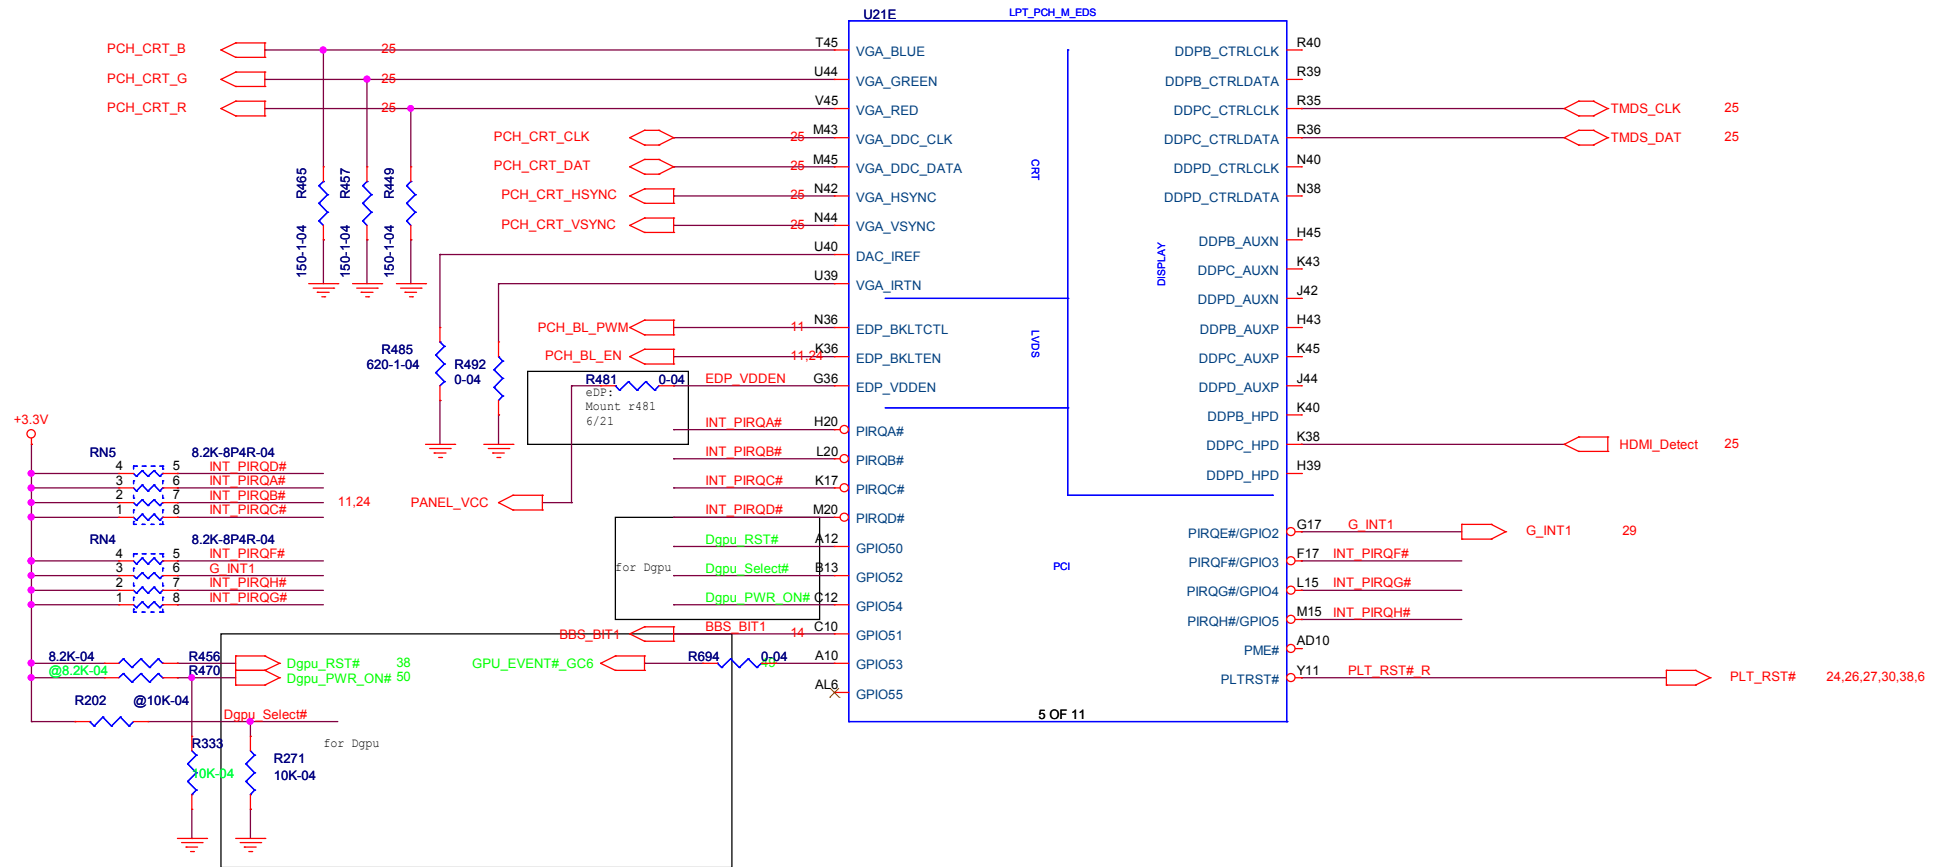 U21E
LPT_PCH_M_EDS
PCH_CRT_B 25 T45 VGA_BLUE
PCH_CRT_G 25 U44 VGA_GREEN
PCH_CRT_R 25 V45 VGA_RED
PCH_CRT_CLK 25 M43 VGA_DDC_CLK
PCH_CRT_DAT 25 M45 VGA_DDC_DATA
PCH_CRT_HSYNC 25 N42 VGA_HSYNC
PCH_CRT_VSYNC 25 N44 VGA_VSYNC
U40 DAC_IREF
U39 VGA_IRTN
PCH_BL_PWM 11 N36 EDP_BKLTCTL
PCH_BL_EN 11,24 K36 EDP_BKLTEN
EDP_VDDEN G36 EDP_VDDEN
INT_PIRQA# H20 PIRQA#
INT_PIRQB# L20 PIRQB#
INT_PIRQC# K17 PIRQC#
INT_PIRQD# M20 PIRQD#
Dgpu_RST# A12 GPIO50
Dgpu_Select# B13 GPIO52
Dgpu_PWR_ON# C12 GPIO54
BBS_BIT1 BBS_BIT1 14 C10 GPIO51
GPU_EVENT#_GC6 R694 0-04 A10 GPIO53
AL6 GPIO55
R465
150-1-04
R457
150-1-04
R449
150-1-04
R485
620-1-04
R492
0-04
R481 0-04
eDP:
Mount r481
6/21
PANEL_VCC
11,24
for Dgpu
+3.3V
RN5 8.2K-8P4R-04
4 5 INT_PIRQD#
3 6 INT_PIRQA#
2 7 INT_PIRQB#
1 8 INT_PIRQC#
RN4 8.2K-8P4R-04
4 5 INT_PIRQF#
3 6 G_INT1
2 7 INT_PIRQH#
1 8 INT_PIRQG#
8.2K-04 R456 Dgpu_RST# 38
@8.2K-04 R470 Dgpu_PWR_ON# 50
R202 @10K-04 Dgpu_Select#
for Dgpu
R333
10K-04
R271
10K-04
CRT
LVDS
DISPLAY
PCI
5 OF 11
DDPB_CTRLCLK R40
DDPB_CTRLDATA R39
DDPC_CTRLCLK R35 TMDS_CLK 25
DDPC_CTRLDATA R36 TMDS_DAT 25
DDPD_CTRLCLK N40
DDPD_CTRLDATA N38
DDPB_AUXN H45
DDPC_AUXN K43
DDPD_AUXN J42
DDPB_AUXP H43
DDPC_AUXP K45
DDPD_AUXP J44
DDPB_HPD K40
DDPC_HPD K38 HDMI_Detect 25
DDPD_HPD H39
PIRQE#/GPIO2 G17 G_INT1 G_INT1 29
PIRQF#/GPIO3 F17 INT_PIRQF#
PIRQG#/GPIO4 L15 INT_PIRQG#
PIRQH#/GPIO5 M15 INT_PIRQH#
PME# AD10
PLTRST# Y11 PLT_RST#_R PLT_RST# 24,26,27,30,38,6